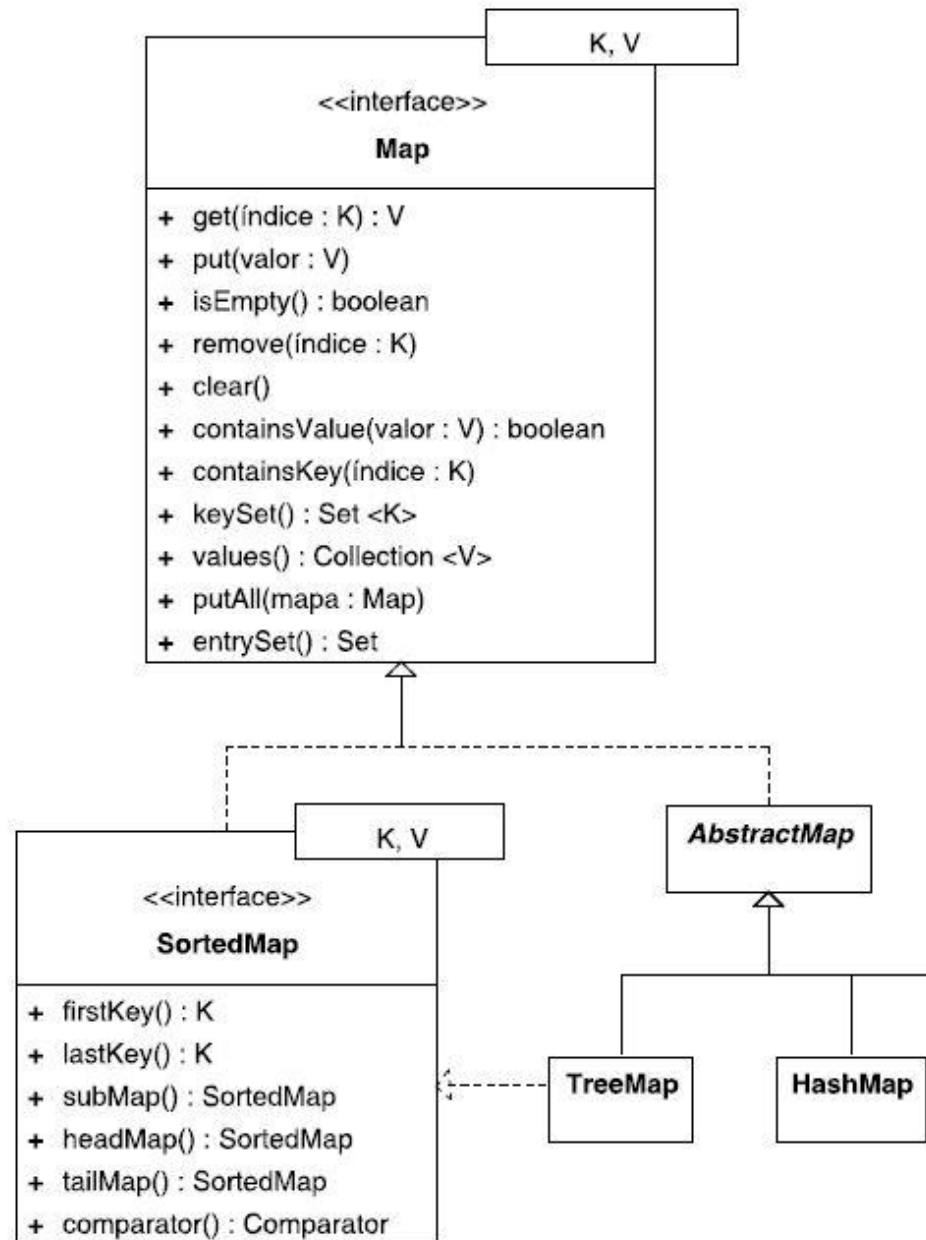 K, V
<<interface>>
Map
+ get(índice : K) : V
+ put(valor : V)
+ isEmpty() : boolean
+ remove(índice : K)
+ clear()
+ containsValue(valor : V) : boolean
+ containsKey(índice : K)
+ keySet() : Set <K>
+ values() : Collection <V>
+ putAll(mapa : Map)
+ entrySet() : Set
K, V
<<interface>>
SortedMap
+ firstKey() : K
+ lastKey() : K
+ subMap() : SortedMap
+ headMap() : SortedMap
+ tailMap() : SortedMap
+ comparator() : Comparator
AbstractMap
TreeMap
HashMap